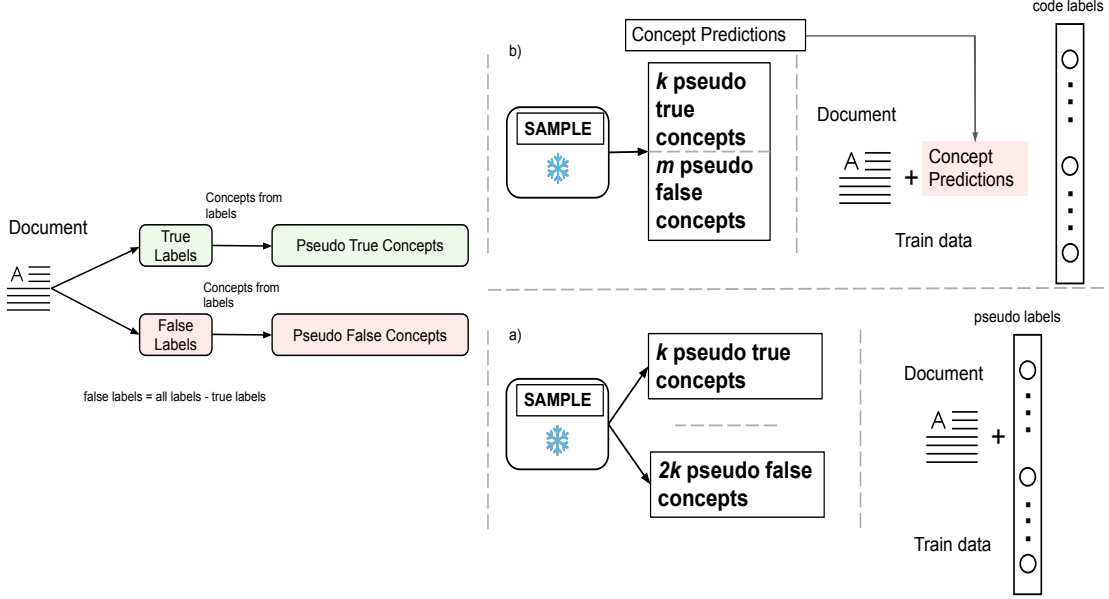 Document
A
True
Labels
Concepts from
labels
Pseudo True Concepts
False
Labels
Concepts from
labels
Pseudo False Concepts
false labels = all labels - true labels
b)
SAMPLE
Concept Predictions
k pseudo
true
concepts
m pseudo
false
concepts
Document
A
+
Concept
Predictions
Train data
code labels
a)
SAMPLE
k pseudo true
concepts
2k pseudo false
concepts
Document
A
+
Train data
pseudo labels